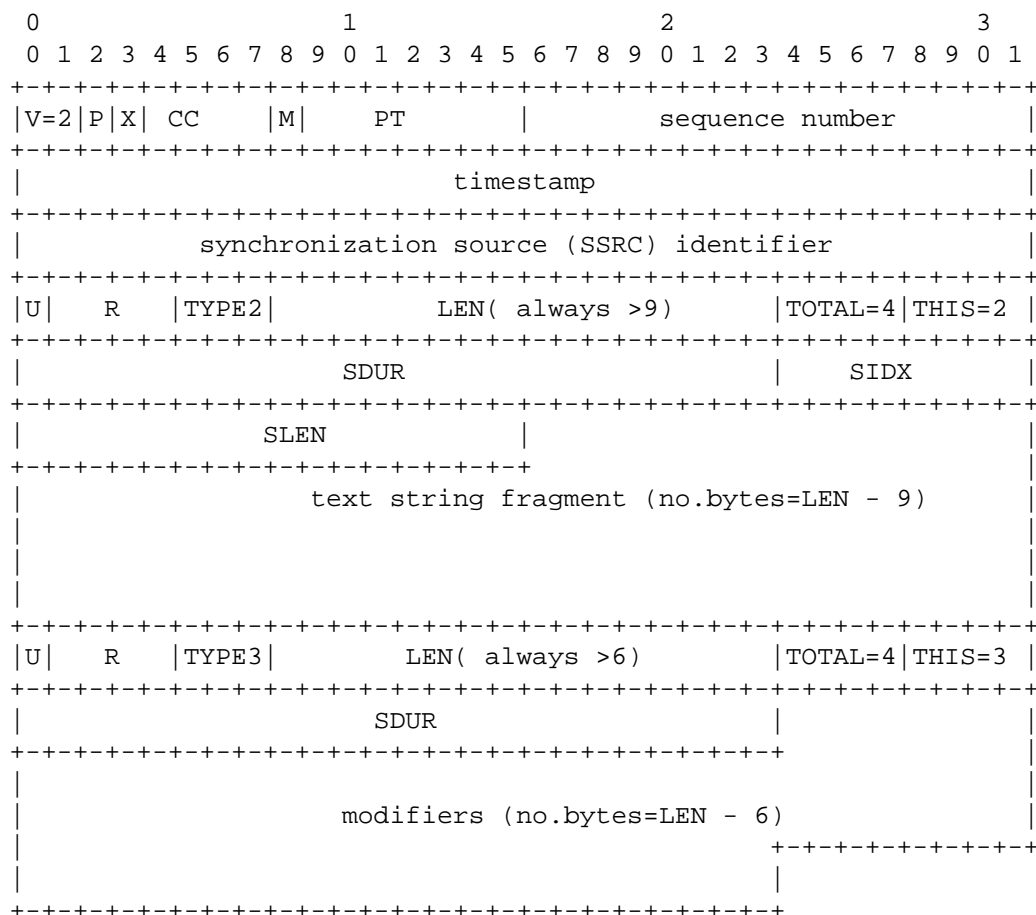 0                   1                   2                   3
 0 1 2 3 4 5 6 7 8 9 0 1 2 3 4 5 6 7 8 9 0 1 2 3 4 5 6 7 8 9 0 1
+-+-+-+-+-+-+-+-+-+-+-+-+-+-+-+-+-+-+-+-+-+-+-+-+-+-+-+-+-+-+-+-+
|V=2|P|X| CC    |M|    PT       |        sequence number        |
+-+-+-+-+-+-+-+-+-+-+-+-+-+-+-+-+-+-+-+-+-+-+-+-+-+-+-+-+-+-+-+-+
|                           timestamp                           |
+-+-+-+-+-+-+-+-+-+-+-+-+-+-+-+-+-+-+-+-+-+-+-+-+-+-+-+-+-+-+-+-+
|           synchronization source (SSRC) identifier            |
+-+-+-+-+-+-+-+-+-+-+-+-+-+-+-+-+-+-+-+-+-+-+-+-+-+-+-+-+-+-+-+-+
|U|   R   |TYPE2|          LEN( always >9)      |TOTAL=4|THIS=2 |
+-+-+-+-+-+-+-+-+-+-+-+-+-+-+-+-+-+-+-+-+-+-+-+-+-+-+-+-+-+-+-+-+
|                    SDUR                       |    SIDX       |
+-+-+-+-+-+-+-+-+-+-+-+-+-+-+-+-+-+-+-+-+-+-+-+-+-+-+-+-+-+-+-+-+
|               SLEN            |                               |
+-+-+-+-+-+-+-+-+-+-+-+-+-+-+-+-+                               |
|                  text string fragment (no.bytes=LEN - 9)      |
|                                                               |
|                                                               |
|                                                               |
+-+-+-+-+-+-+-+-+-+-+-+-+-+-+-+-+-+-+-+-+-+-+-+-+-+-+-+-+-+-+-+-+
|U|   R   |TYPE3|        LEN( always >6)        |TOTAL=4|THIS=3 |
+-+-+-+-+-+-+-+-+-+-+-+-+-+-+-+-+-+-+-+-+-+-+-+-+-+-+-+-+-+-+-+-+
|                      SDUR                     |               |
+-+-+-+-+-+-+-+-+-+-+-+-+-+-+-+-+-+-+-+-+-+-+-+-+               |
|                                                               |
|                    modifiers (no.bytes=LEN - 6)               |
|                                               +-+-+-+-+-+-+-+-+
|                                               |
+-+-+-+-+-+-+-+-+-+-+-+-+-+-+-+-+-+-+-+-+-+-+-+-+